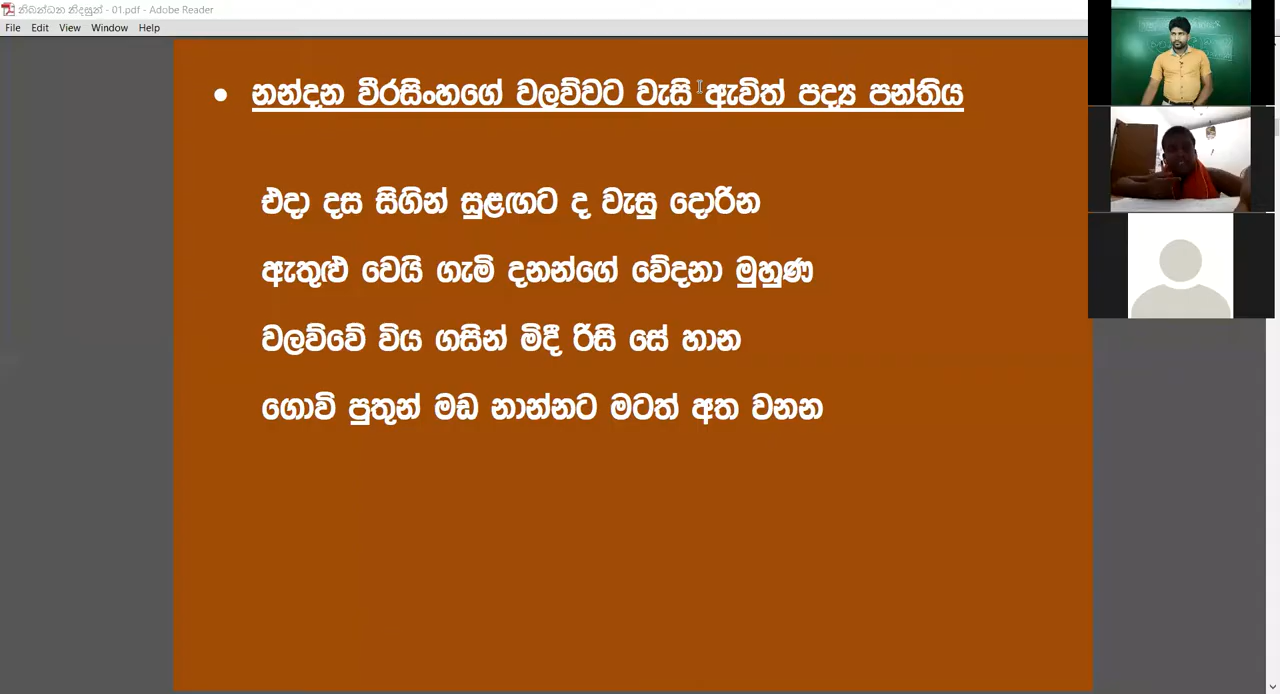 නිබන්ධන නිදසුන් - 01.pdf - Adobe Reader
File Edit View Window Help
• නන්දන වීරසිංහගේ වලව්වට වැසි ඇවිත් පද්‍ය පන්තිය
එදා දස සිගින් සුළඟට ද වැසු දොරින
ඇතුළු වෙයි ගැමි දනන්ගේ වේදනා මුහුණ
වලව්වේ විය ගසින් මිදී රිසි සේ හාන
ගොවි පුතුන් මඩ නාන්නට මටත් අත වනන